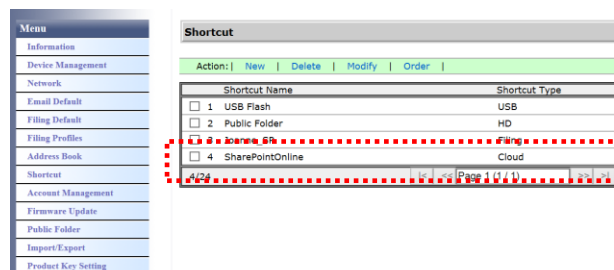 Menu
Information
Device Management
Network
Email Default
Filing Default
Filing Profiles
Address Book
Shortcut
Account Management
Firmware Update
Public Folder
Import/Export
Product Key Setting
Shortcut
Action: | New | Delete | Modify | Order |
Shortcut Name Shortcut Type
1 USB Flash USB
2 Public Folder HD
3 Joanne_SP Filing
4 SharePointOnline Cloud
4/24 |< << Page 1 (1 / 1) >> >|